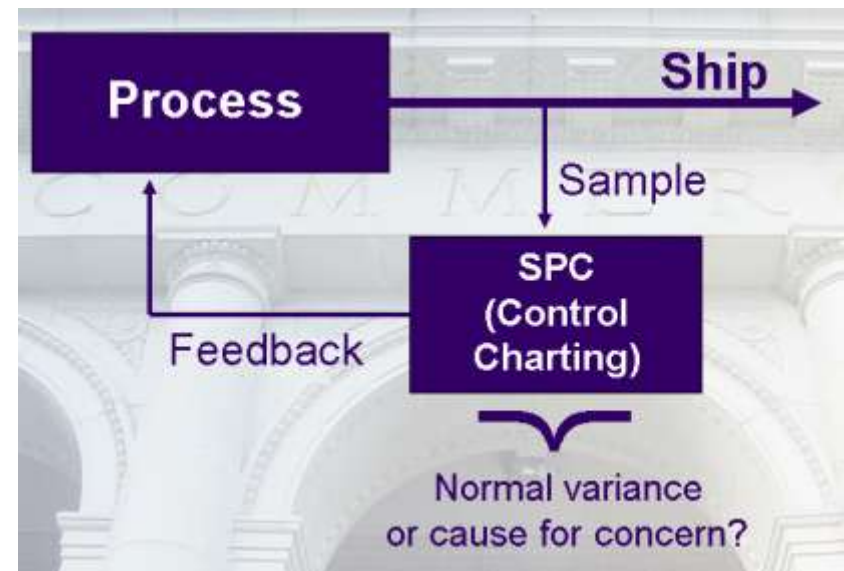 Process
Ship
Sample
SPC
(Control
Charting)
Feedback
Normal variance
or cause for concern?